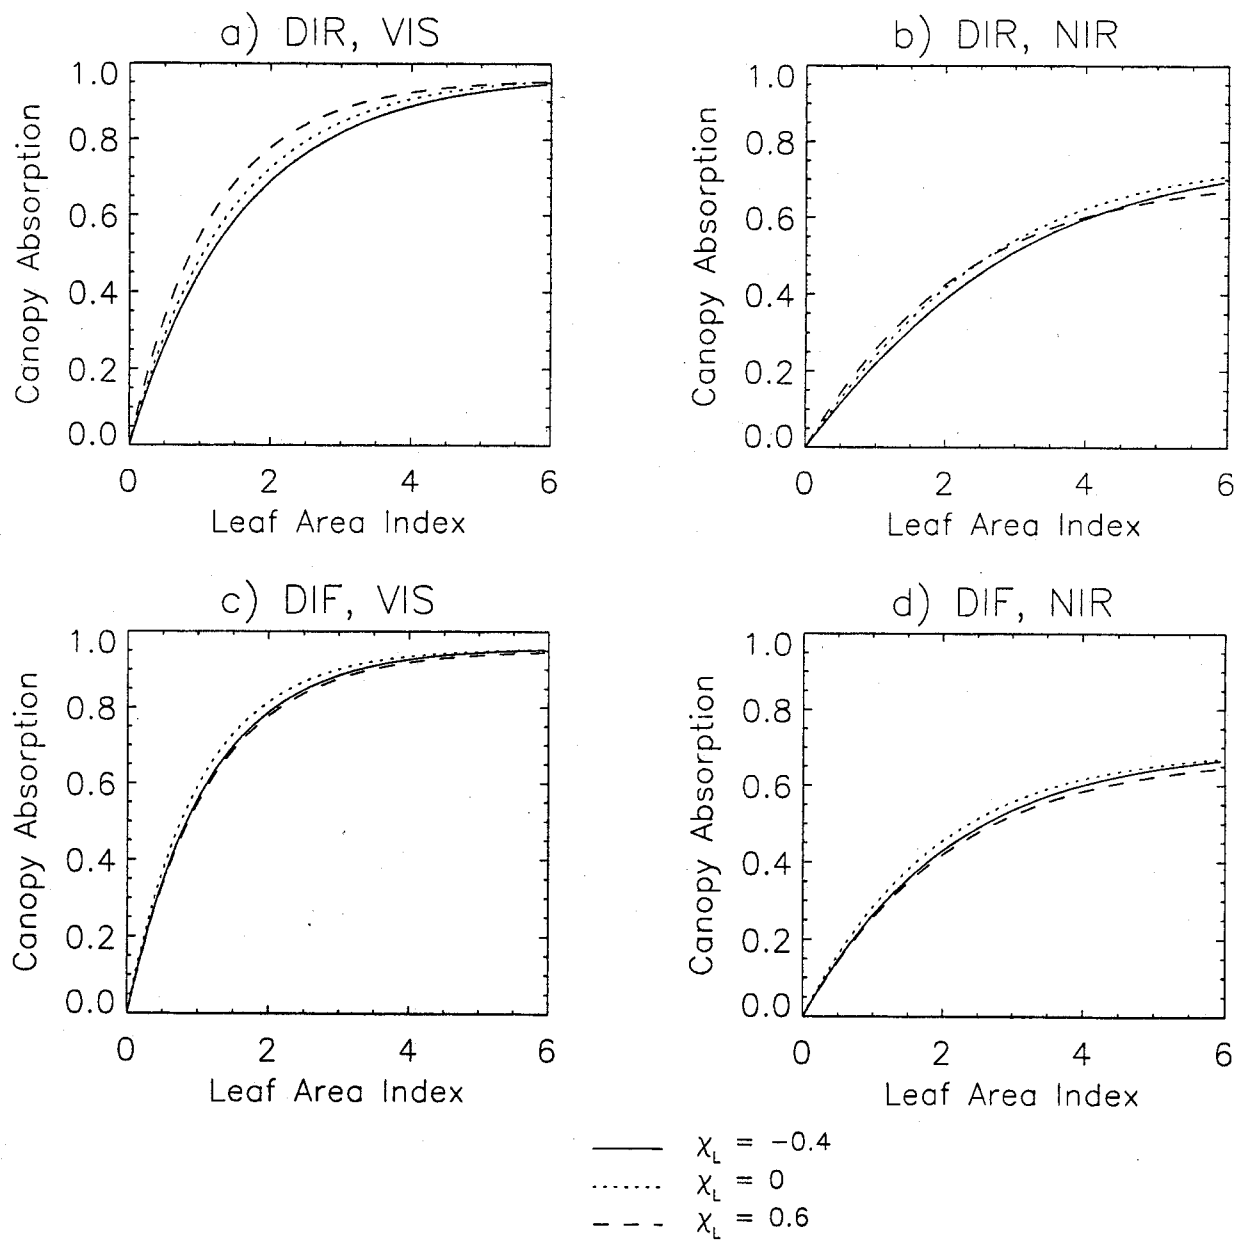 a) DIR, VIS
1.0
0.8
0.6
0.4
0.2
0.0
Canopy Absorption
0 2 4 6
Leaf Area Index
b) DIR, NIR
1.0
0.8
0.6
0.4
0.2
0.0
Canopy Absorption
0 2 4 6
Leaf Area Index
c) DIF, VIS
1.0
0.8
0.6
0.4
0.2
0.0
Canopy Absorption
0 2 4 6
Leaf Area Index
d) DIF, NIR
1.0
0.8
0.6
0.4
0.2
0.0
Canopy Absorption
0 2 4 6
Leaf Area Index
χL = −0.4
χL = 0
χL = 0.6